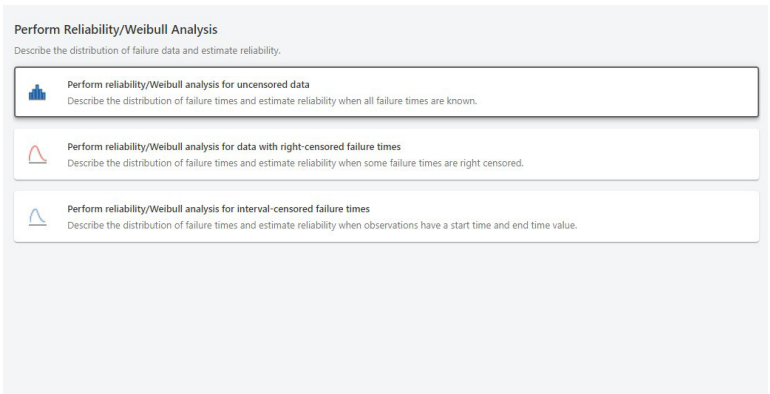 Perform Reliability/Weibull Analysis
Describe the distribution of failure data and estimate reliability.
Perform reliability/Weibull analysis for uncensored data
Describe the distribution of failure times and estimate reliability when all failure times are known.
Perform reliability/Weibull analysis for data with right-censored failure times
Describe the distribution of failure times and estimate reliability when some failure times are right censored.
Perform reliability/Weibull analysis for interval-censored failure times
Describe the distribution of failure times and estimate reliability when observations have a start time and end time value.